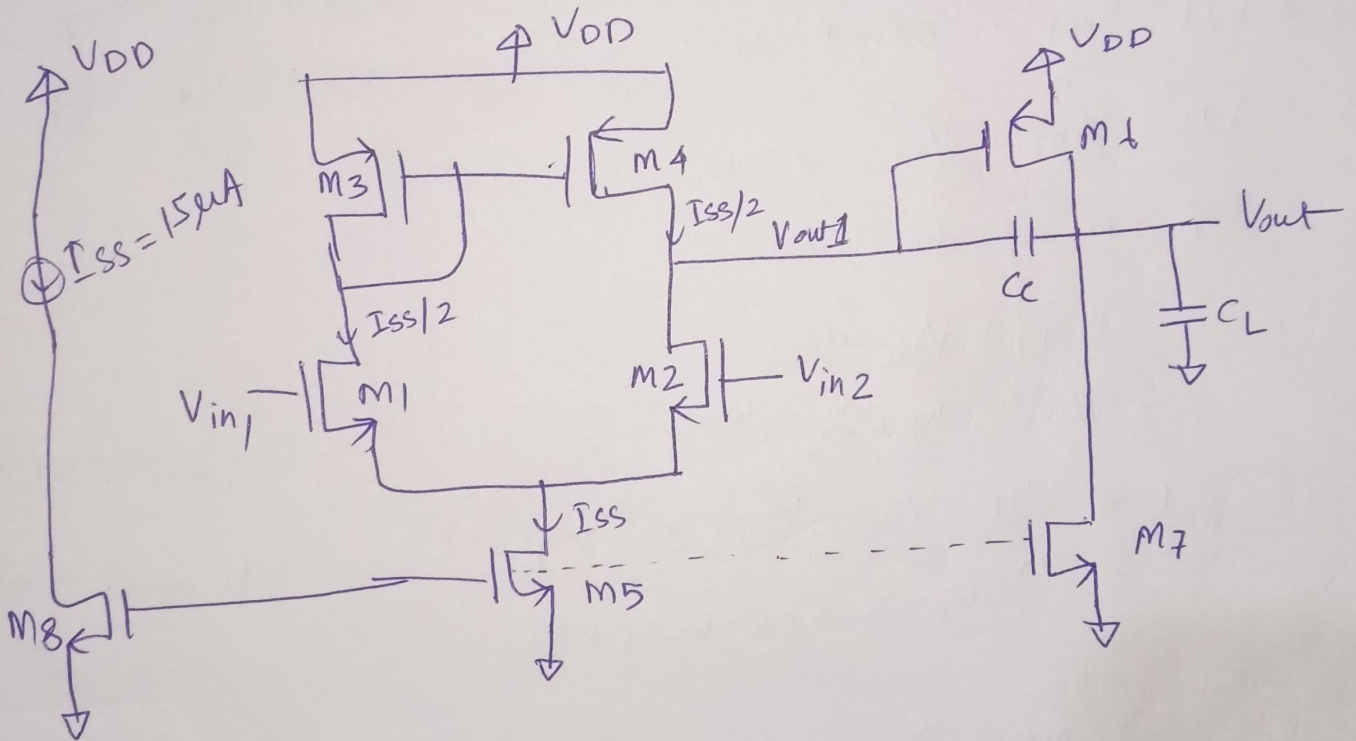 VDD
VDD
VDD
M3
M4
M6
ISS = 15μA
ISS/2
Vout1
Vout
Cc
CL
ISS/2
Vin1
M1
M2
Vin2
ISS
M5
M7
M8